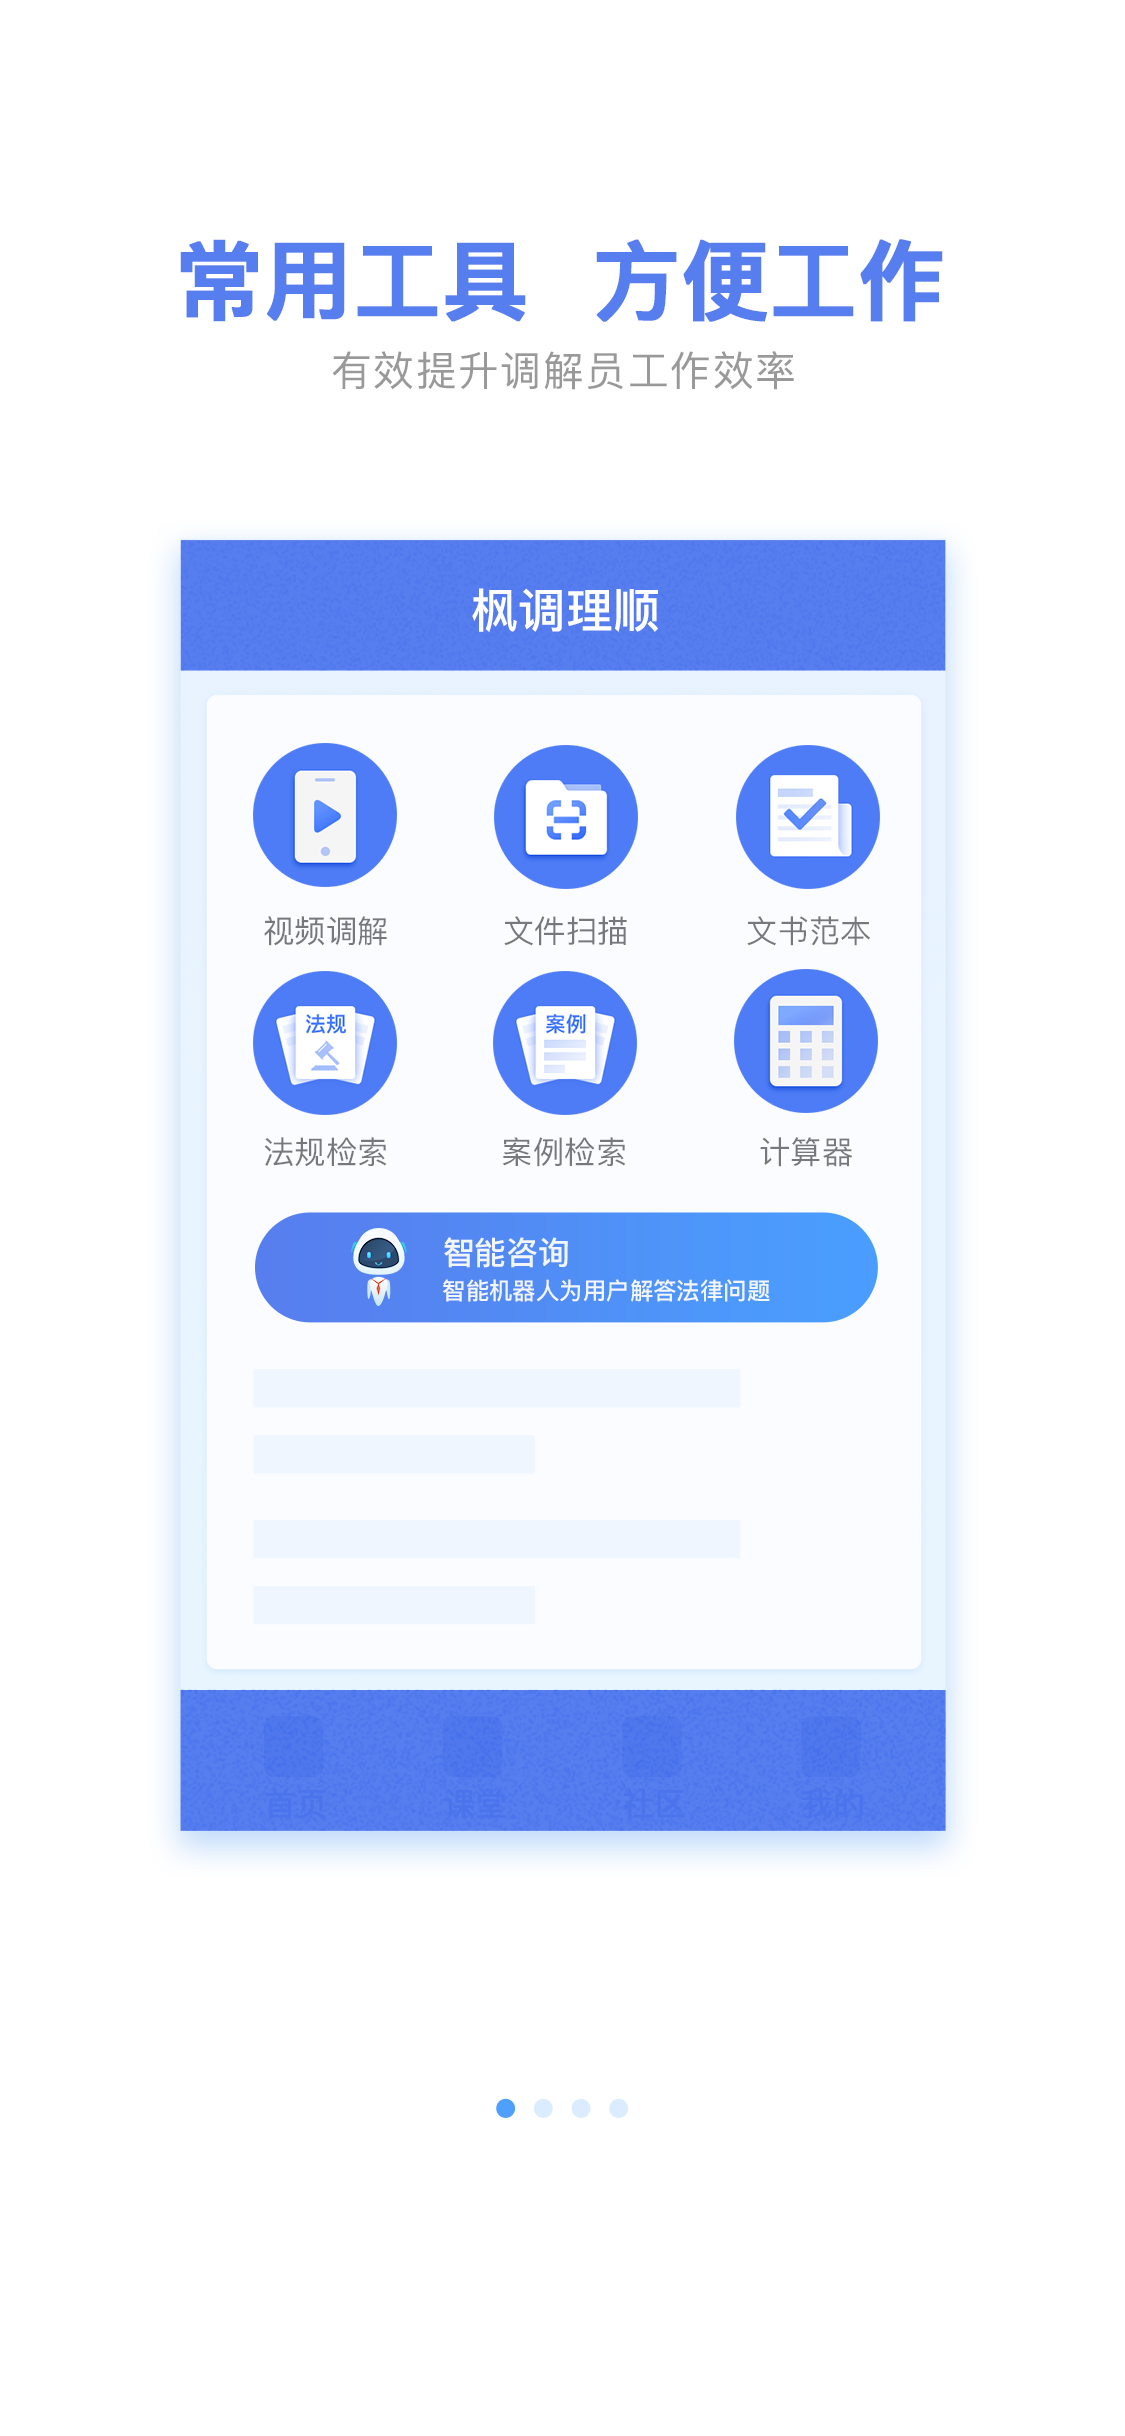 常用工具 方便工作
有效提升调解员工作效率
枫调理顺
视频调解 文件扫描 文书范本
法规 案例
法规检索 案例检索 计算器
智能咨询
智能机器人为用户解答法律问题
首页 课堂 社区 我的